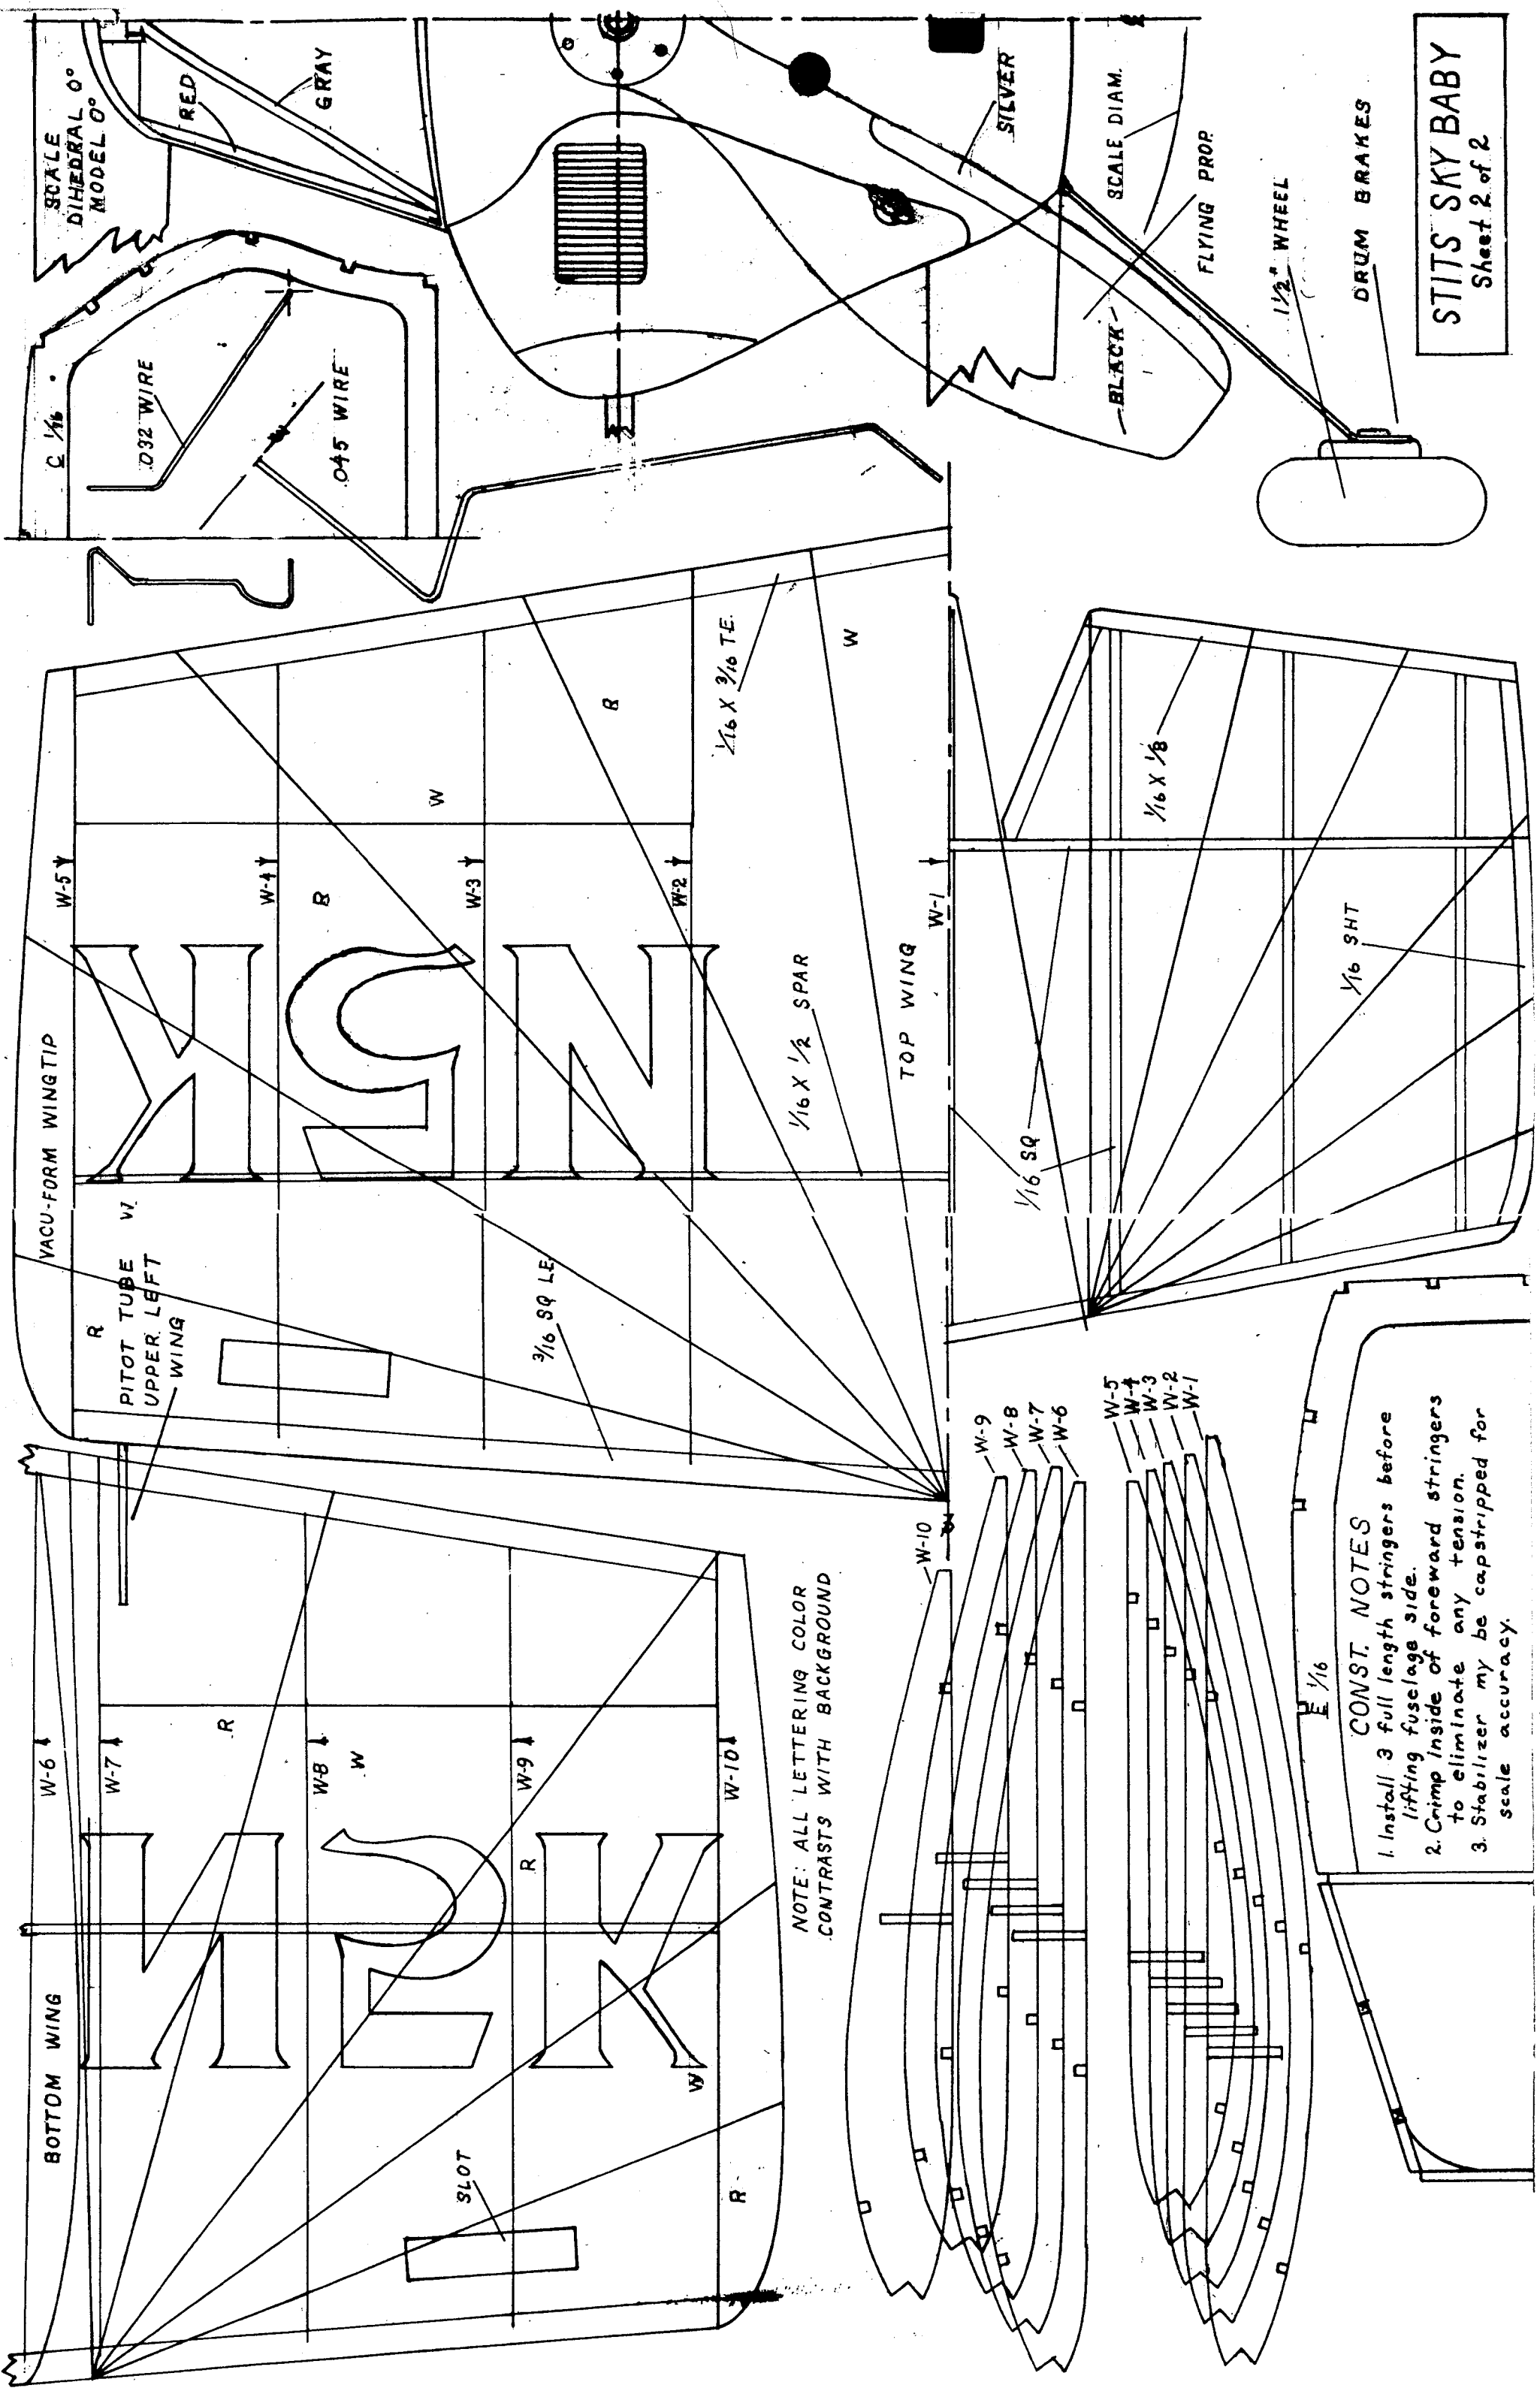 STITS SKY BABY
Sheet 2 of 2
SCALE
DIHEDRAL 0°
MODEL 0°
RED
GRAY
C 1/16
.032 WIRE
.045 WIRE
SILVER
SCALE DIAM.
FLYING PROP.
BLACK
1 1/2" WHEEL
DRUM BRAKES
VACU-FORM WINGTIP
PITOT TUBE
UPPER LEFT
WING
R
W
W-5
W-4
R
W
W-3
R
W-2
W
W-1
3/16 SQ LE
1/16 X 1/2 SPAR
1/16 X 3/16 T.E.
TOP WING
N5K
1/16 SQ
1/16 X 1/8
1/16 SHT
BOTTOM WING
W-6
W-7
R
W-8
W
W-9
R
W-10
W
R
SLOT
N5K
NOTE: ALL LETTERING COLOR
CONTRASTS WITH BACKGROUND
W-10
W-9
W-8
W-7
W-6
W-5
W-4
W-3
W-2
W-1
E 1/16
CONST. NOTES
1. Install 3 full length stringers before
lifting fuselage side.
2. Crimp inside of foreward stringers
to eliminate any tension.
3. Stabilizer my be capstripped for
scale accuracy.